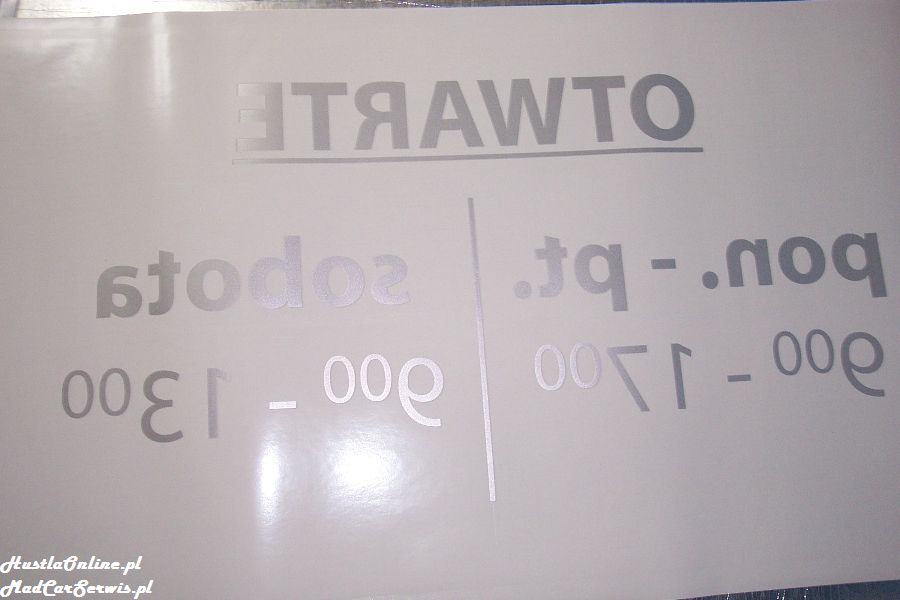 OTWARTE
pon. - pt.
9⁰⁰ - 17⁰⁰
sobota
9⁰⁰ - 13⁰⁰
HustlaOnline.pl
MadCarSerwis.pl